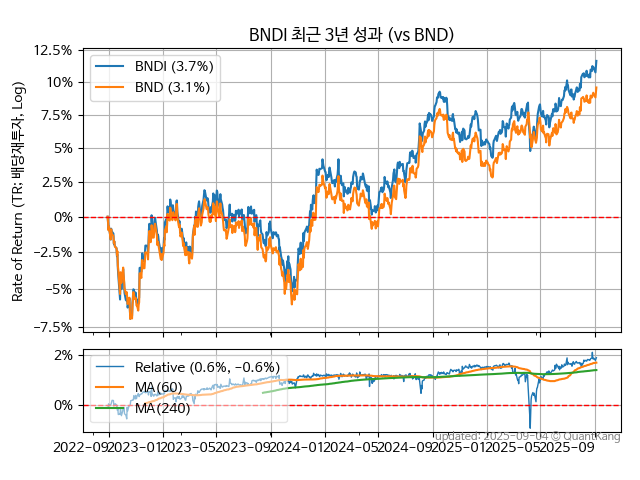 BNDI 최근 3년 성과 (vs BND)
Rate of Return (TR: 배당재투자, Log)
12.5%
10%
7.5%
5%
2.5%
0%
−2.5%
−5%
−7.5%
BNDI (3.7%)
BND (3.1%)
2%
0%
Relative (0.6%, −0.6%)
MA(60)
MA(240)
2022−09
2023−01
2023−05
2023−09
2024−01
2024−05
2024−09
2025−01
2025−05
2025−09
updated: 2025−09−04 © QuantKang